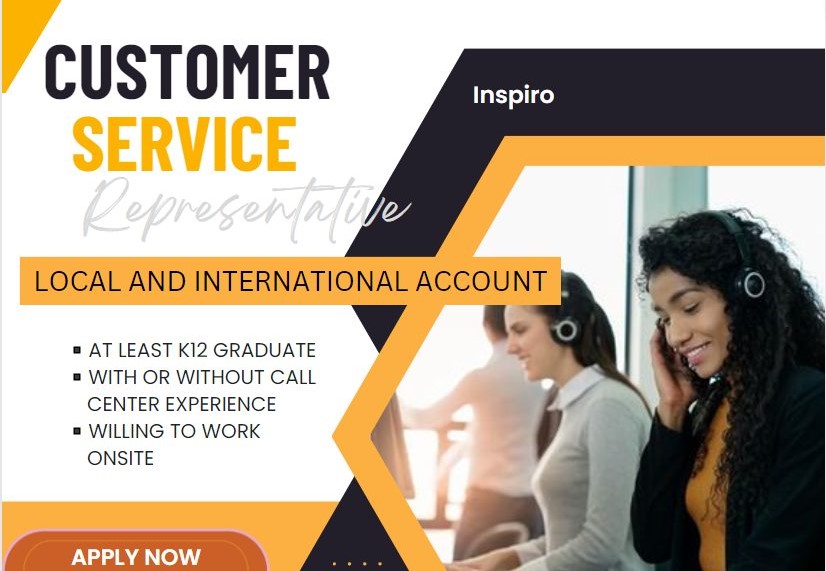 CUSTOMER
SERVICE
Representative
Inspiro
LOCAL AND INTERNATIONAL ACCOUNT
AT LEAST K12 GRADUATE
WITH OR WITHOUT CALL
CENTER EXPERIENCE
WILLING TO WORK
ONSITE
APPLY NOW